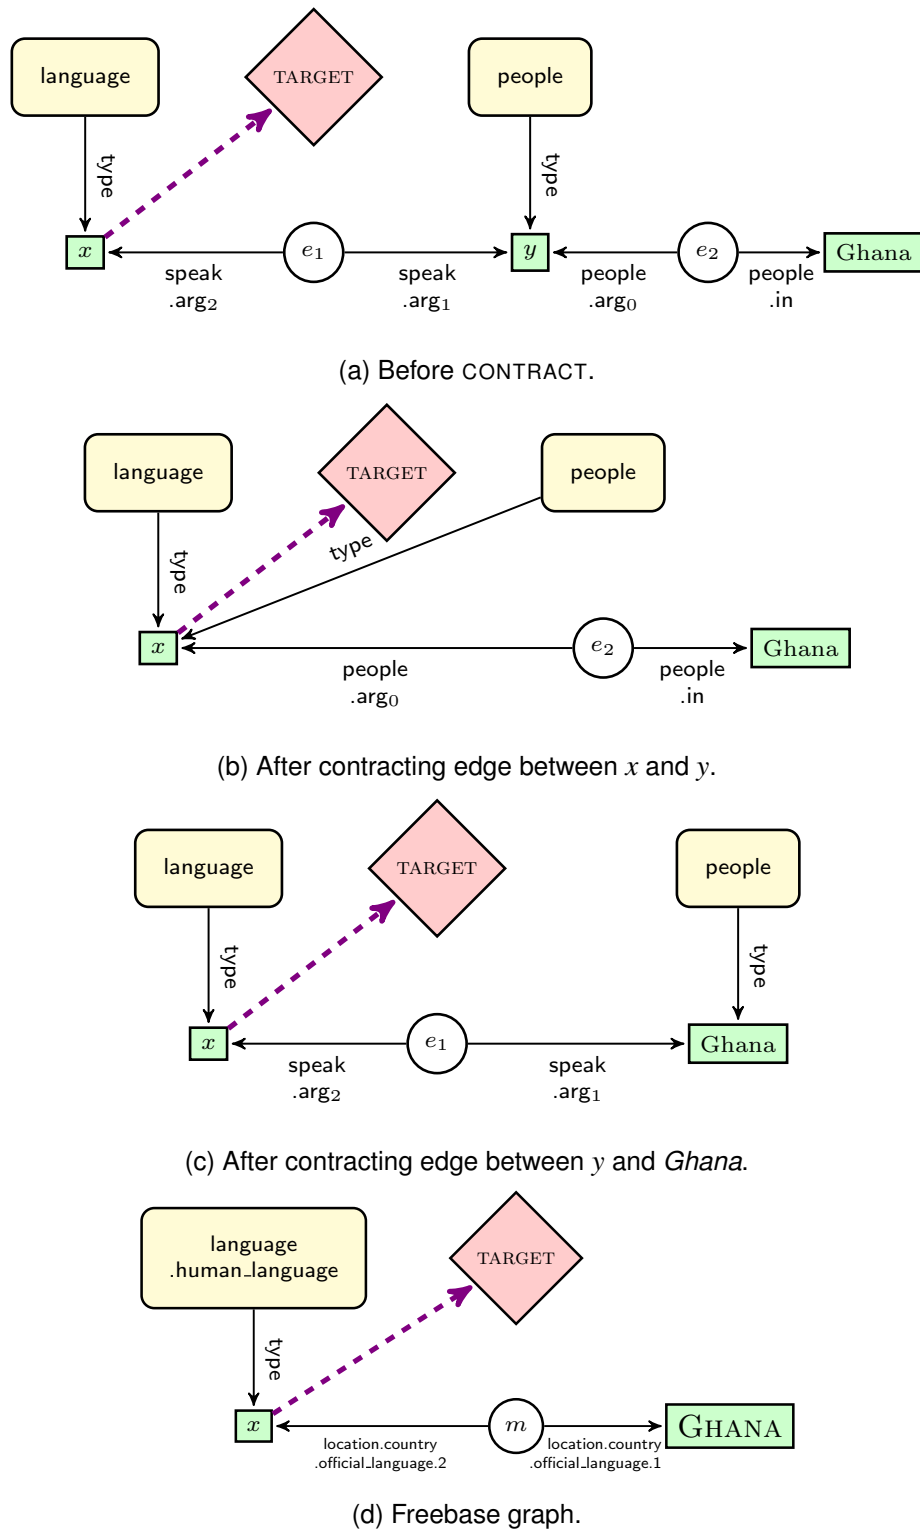 language
TARGET
people
type
type
x
e1
y
e2
Ghana
speak
.arg2
speak
.arg1
people
.arg0
people
.in
(a) Before CONTRACT.
language
TARGET
people
type
type
x
e2
Ghana
people
.arg0
people
.in
(b) After contracting edge between x and y.
language
TARGET
people
type
type
x
e1
Ghana
speak
.arg2
speak
.arg1
(c) After contracting edge between y and Ghana.
language
.human_language
TARGET
type
x
m
GHANA
location.country
.official_language.2
location.country
.official_language.1
(d) Freebase graph.